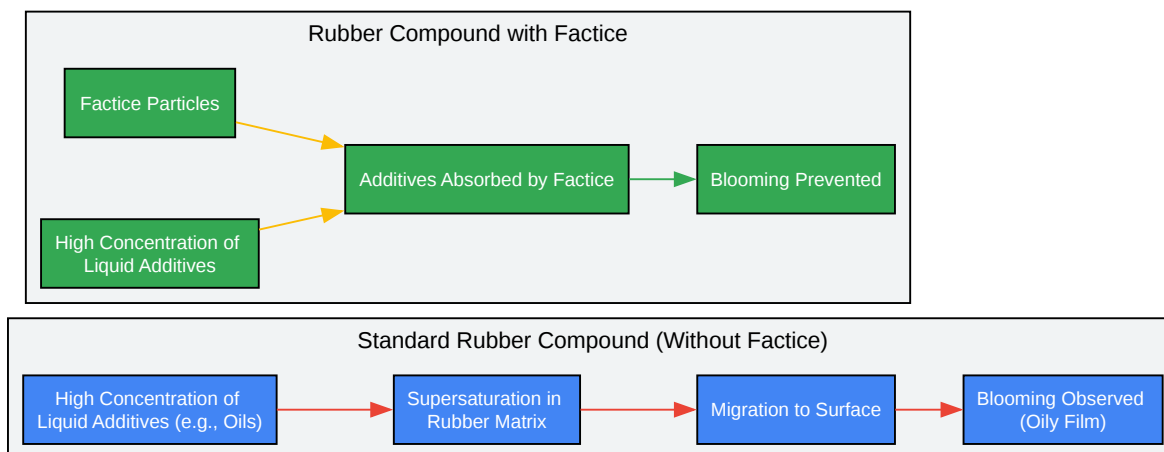 Rubber Compound with Factice
Factice Particles
High Concentration of
Liquid Additives
Additives Absorbed by Factice
Blooming Prevented
Standard Rubber Compound (Without Factice)
High Concentration of
Liquid Additives (e.g., Oils)
Supersaturation in
Rubber Matrix
Migration to Surface
Blooming Observed
(Oily Film)